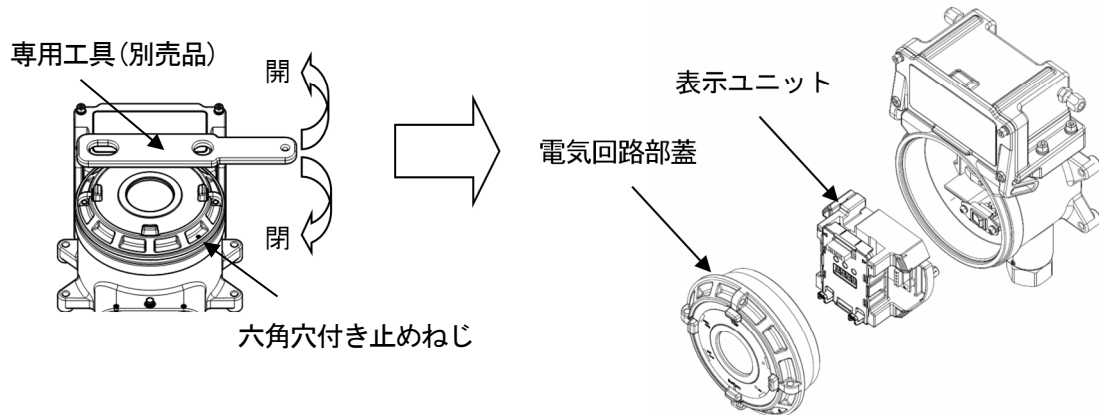 専用工具(別売品)
開
閉
六角穴付き止めねじ
表示ユニット
電気回路部蓋